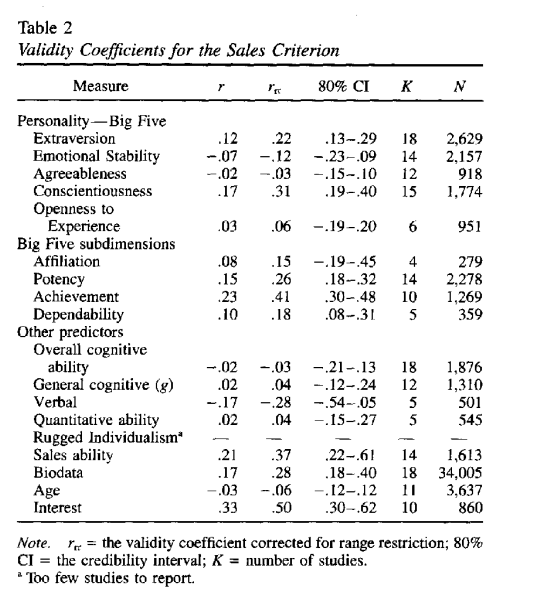 Table 2
Validity Coefficients for the Sales Criterion
Measure r rrc 80% CI K N
Personality—Big Five
Extraversion .12 .22 .13–.29 18 2,629
Emotional Stability −.07 −.12 −.23–.09 14 2,157
Agreeableness −.02 −.03 −.15–.10 12 918
Conscientiousness .17 .31 .19–.40 15 1,774
Openness to
Experience .03 .06 −.19–.20 6 951
Big Five subdimensions
Affiliation .08 .15 −.19–.45 4 279
Potency .15 .26 .18–.32 14 2,278
Achievement .23 .41 .30–.48 10 1,269
Dependability .10 .18 .08–.31 5 359
Other predictors
Overall cognitive
ability −.02 −.03 −.21–.13 18 1,876
General cognitive (g) .02 .04 −.12–.24 12 1,310
Verbal −.17 −.28 −.54–.05 5 501
Quantitative ability .02 .04 −.15–.27 5 545
Rugged Individualismᵃ — — — — —
Sales ability .21 .37 .22–.61 14 1,613
Biodata .17 .28 .18–.40 18 34,005
Age −.03 −.06 −.12–.12 11 3,637
Interest .33 .50 .30–.62 10 860
Note. rrc = the validity coefficient corrected for range restriction; 80%
CI = the credibility interval; K = number of studies.
ᵃ Too few studies to report.